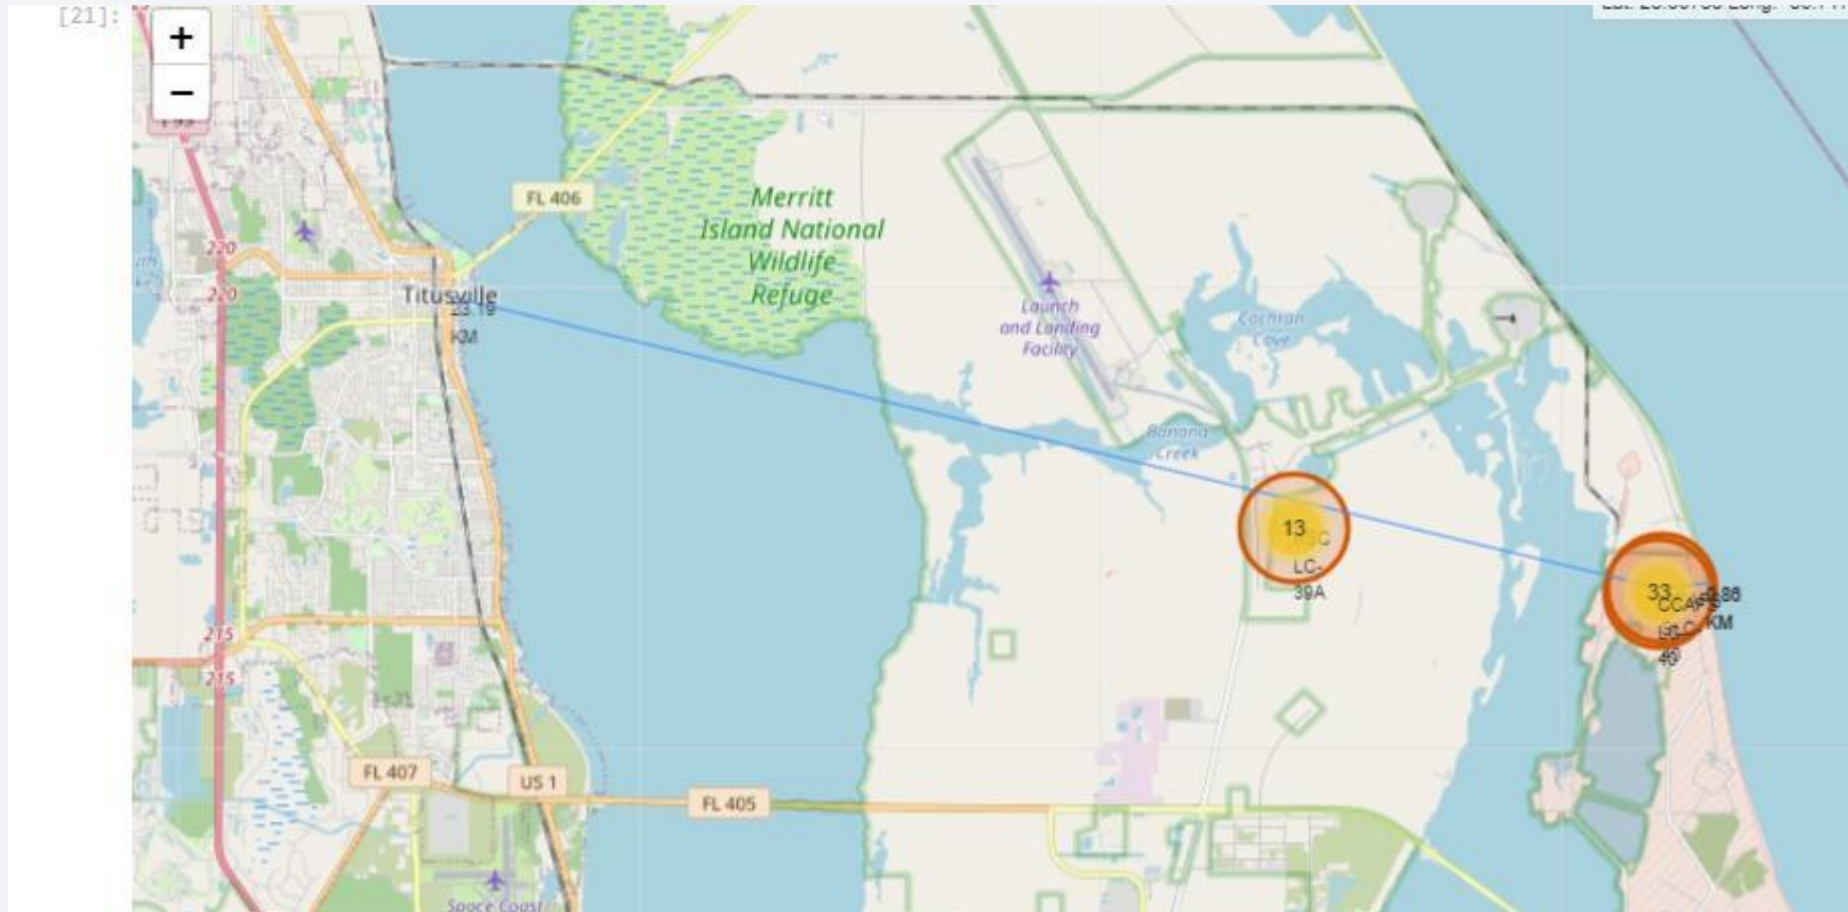 [21]:
+
−
FL 406
Merritt
Island National
Wildlife
Refuge
220
220
Titusville
23.19
KM
Launch
and Landing
Facility
Cochran
Cove
Banana
Creek
13
LC-
39A
33
KM
215
215
FL 407
US 1
FL 405
Space Coast